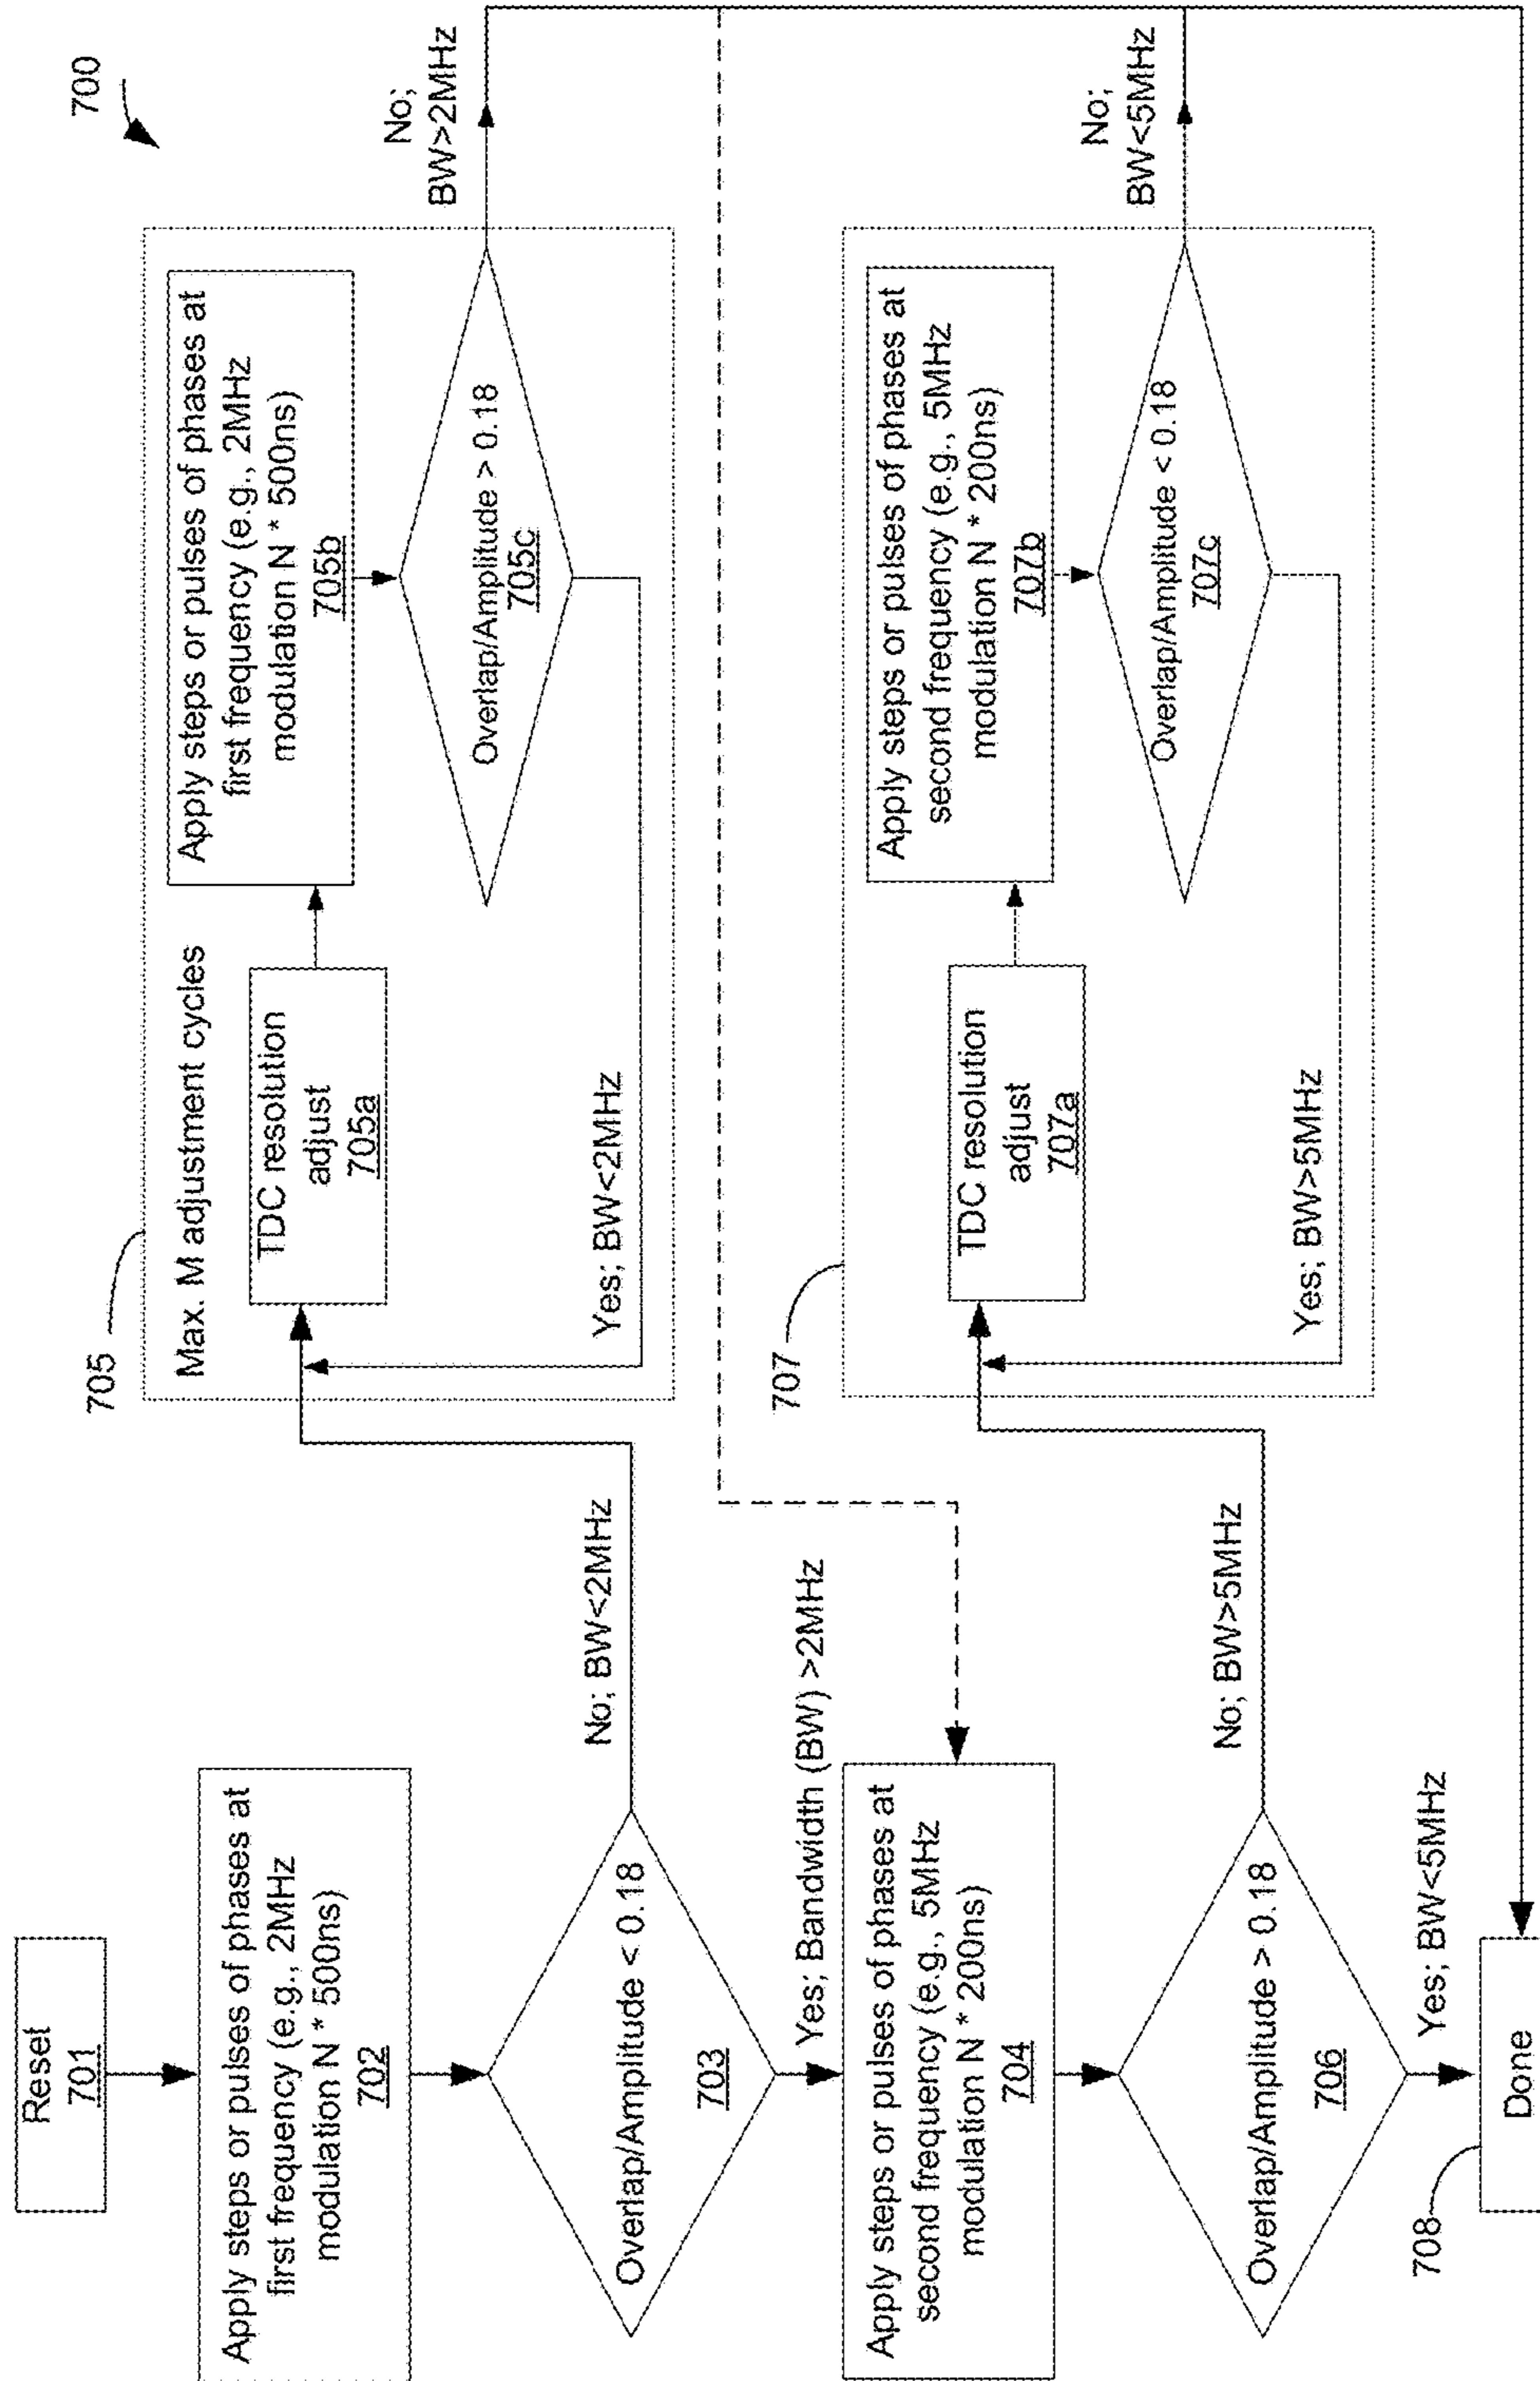 700
Reset
701
Apply steps or pulses of phases at
first frequency (e.g., 2MHz
modulation N * 500ns)
702
Overlap/Amplitude < 0.18
703
No; BW<2MHz
Yes; Bandwidth (BW) >2MHz
705
Max. M adjustment cycles
TDC resolution
adjust
705a
Apply steps or pulses of phases at
first frequency (e.g., 2MHz
modulation N * 500ns)
705b
Overlap/Amplitude > 0.18
705c
Yes; BW<2MHz
No;
BW>2MHz
Apply steps or pulses of phases at
second frequency (e.g., 5MHz
modulation N * 200ns)
704
Overlap/Amplitude > 0.18
706
No; BW>5MHz
Yes; BW<5MHz
707
TDC resolution
adjust
707a
Apply steps or pulses of phases at
second frequency (e.g., 5MHz
modulation N * 200ns)
707b
Overlap/Amplitude < 0.18
707c
Yes; BW>5MHz
No;
BW<5MHz
708
Done